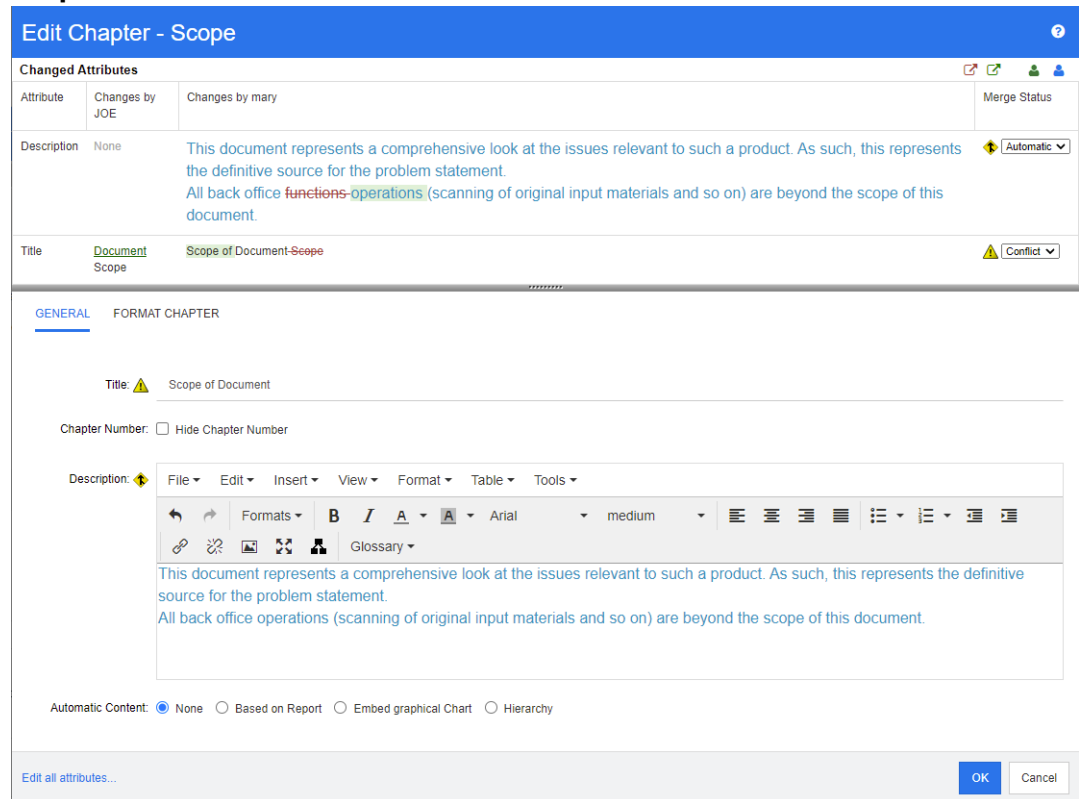 Edit Chapter - Scope
Changed Attributes
Attribute
Changes by
JOE
Changes by mary
Merge Status
Description
None
This document represents a comprehensive look at the issues relevant to such a product. As such, this represents
the definitive source for the problem statement.
All back office functions operations (scanning of original input materials and so on) are beyond the scope of this
document.
Automatic
Title
Document
Scope
Scope of Document Scope
Conflict
GENERAL
FORMAT CHAPTER
Title:
Scope of Document
Chapter Number:
Hide Chapter Number
Description:
File Edit Insert View Format Table Tools
Formats B I A A Arial medium
Glossary
This document represents a comprehensive look at the issues relevant to such a product. As such, this represents the definitive
source for the problem statement.
All back office operations (scanning of original input materials and so on) are beyond the scope of this document.
Automatic Content:
None
Based on Report
Embed graphical Chart
Hierarchy
Edit all attributes...
OK
Cancel